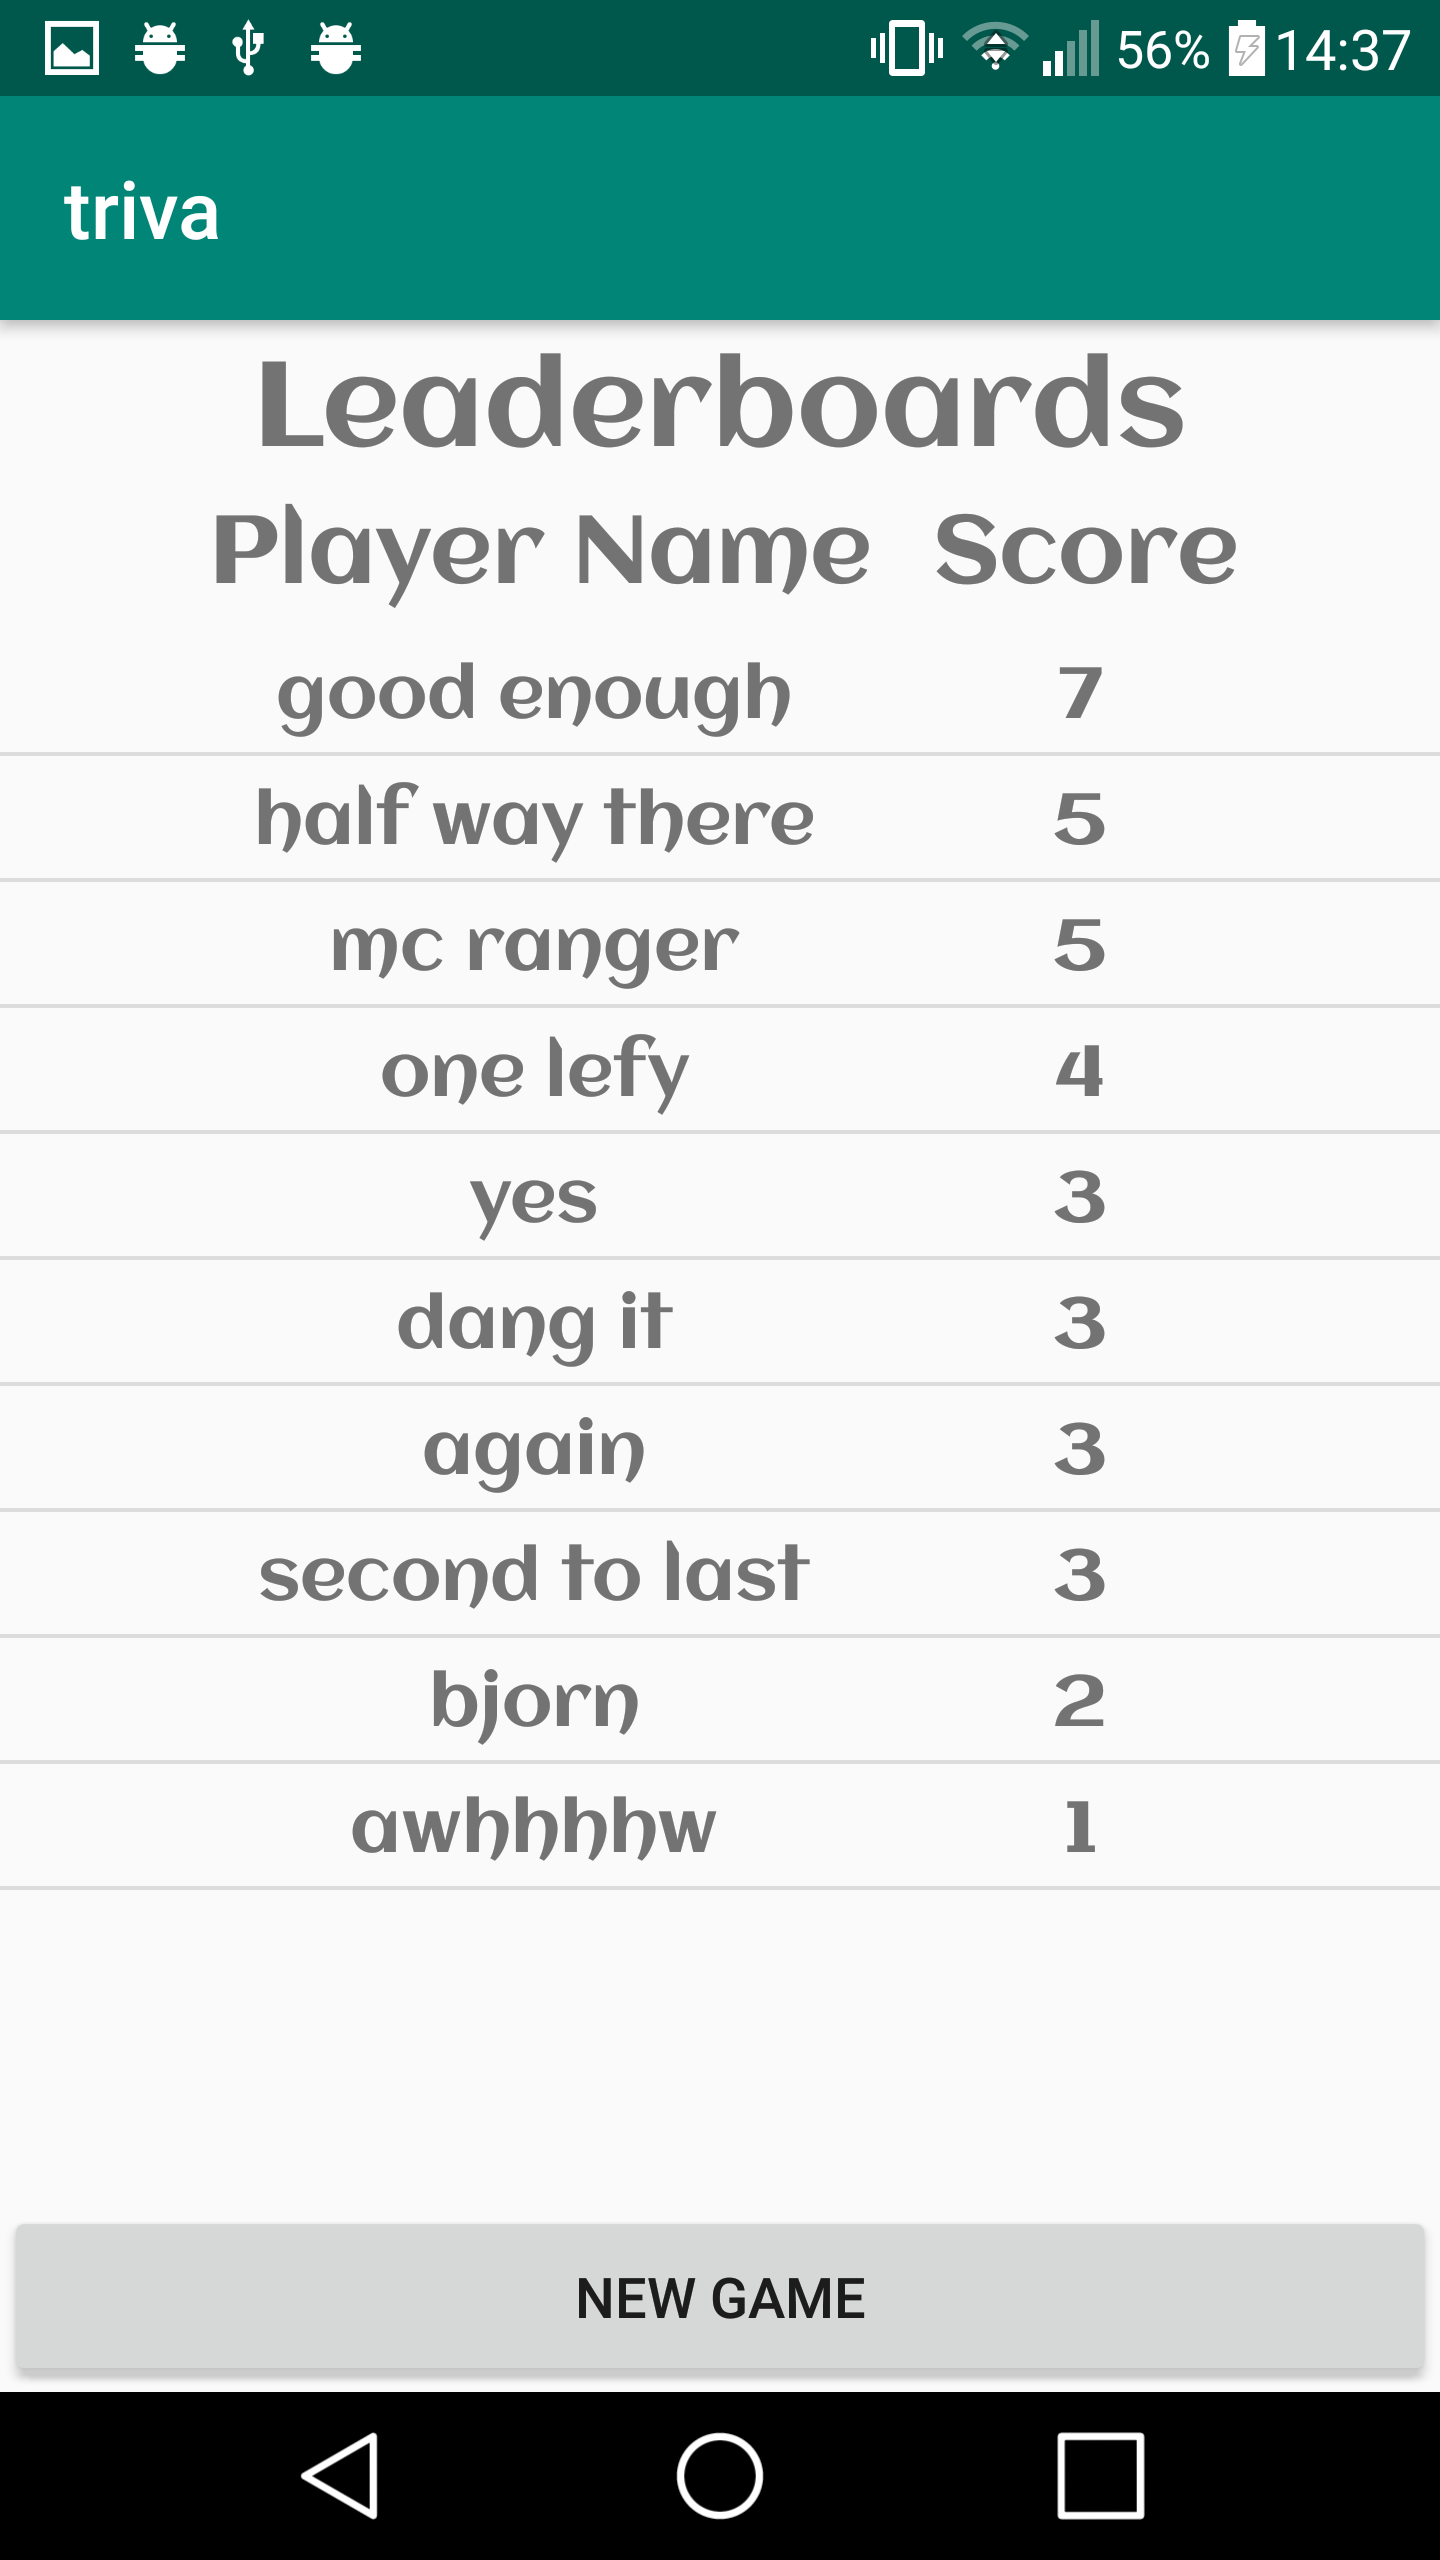 56% 14:37
triva
Leaderboards
Player Name Score
good enough 7
half way there 5
mc ranger 5
one lefy 4
yes 3
dang it 3
again 3
second to last 3
bjorn 2
awhhhhw 1
NEW GAME